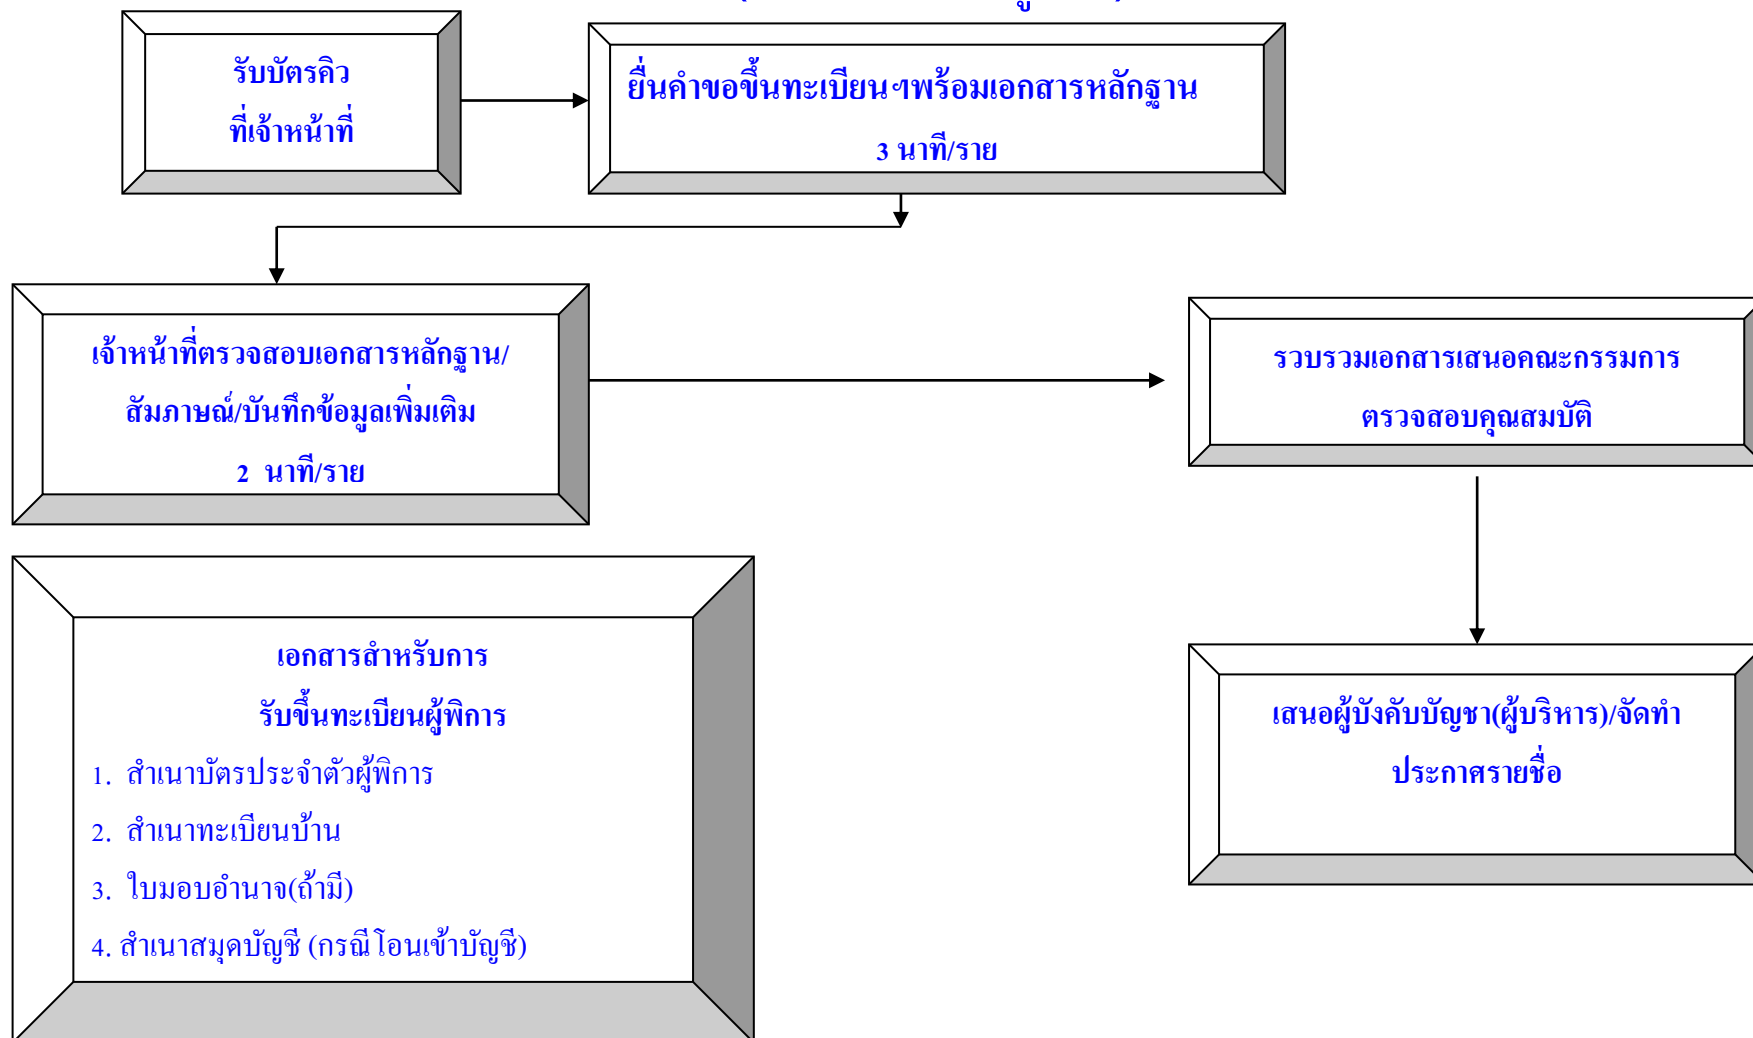 รับบัตรคิว
ที่เจ้าหน้าที่
ยื่นคำขอขึ้นทะเบียนฯพร้อมเอกสารหลักฐาน
3 นาที/ราย
เจ้าหน้าที่ตรวจสอบเอกสารหลักฐาน/
สัมภาษณ์/บันทึกข้อมูลเพิ่มเติม
2 นาที/ราย
รวบรวมเอกสารเสนอคณะกรรมการ
ตรวจสอบคุณสมบัติ
เอกสารสำหรับการ
รับขึ้นทะเบียนผู้พิการ
1. สำเนาบัตรประจำตัวผู้พิการ
2. สำเนาทะเบียนบ้าน
3. ใบมอบอำนาจ(ถ้ามี)
4. สำเนาสมุดบัญชี (กรณีโอนเข้าบัญชี)
เสนอผู้บังคับบัญชา(ผู้บริหาร)/จัดทำ
ประกาศรายชื่อ